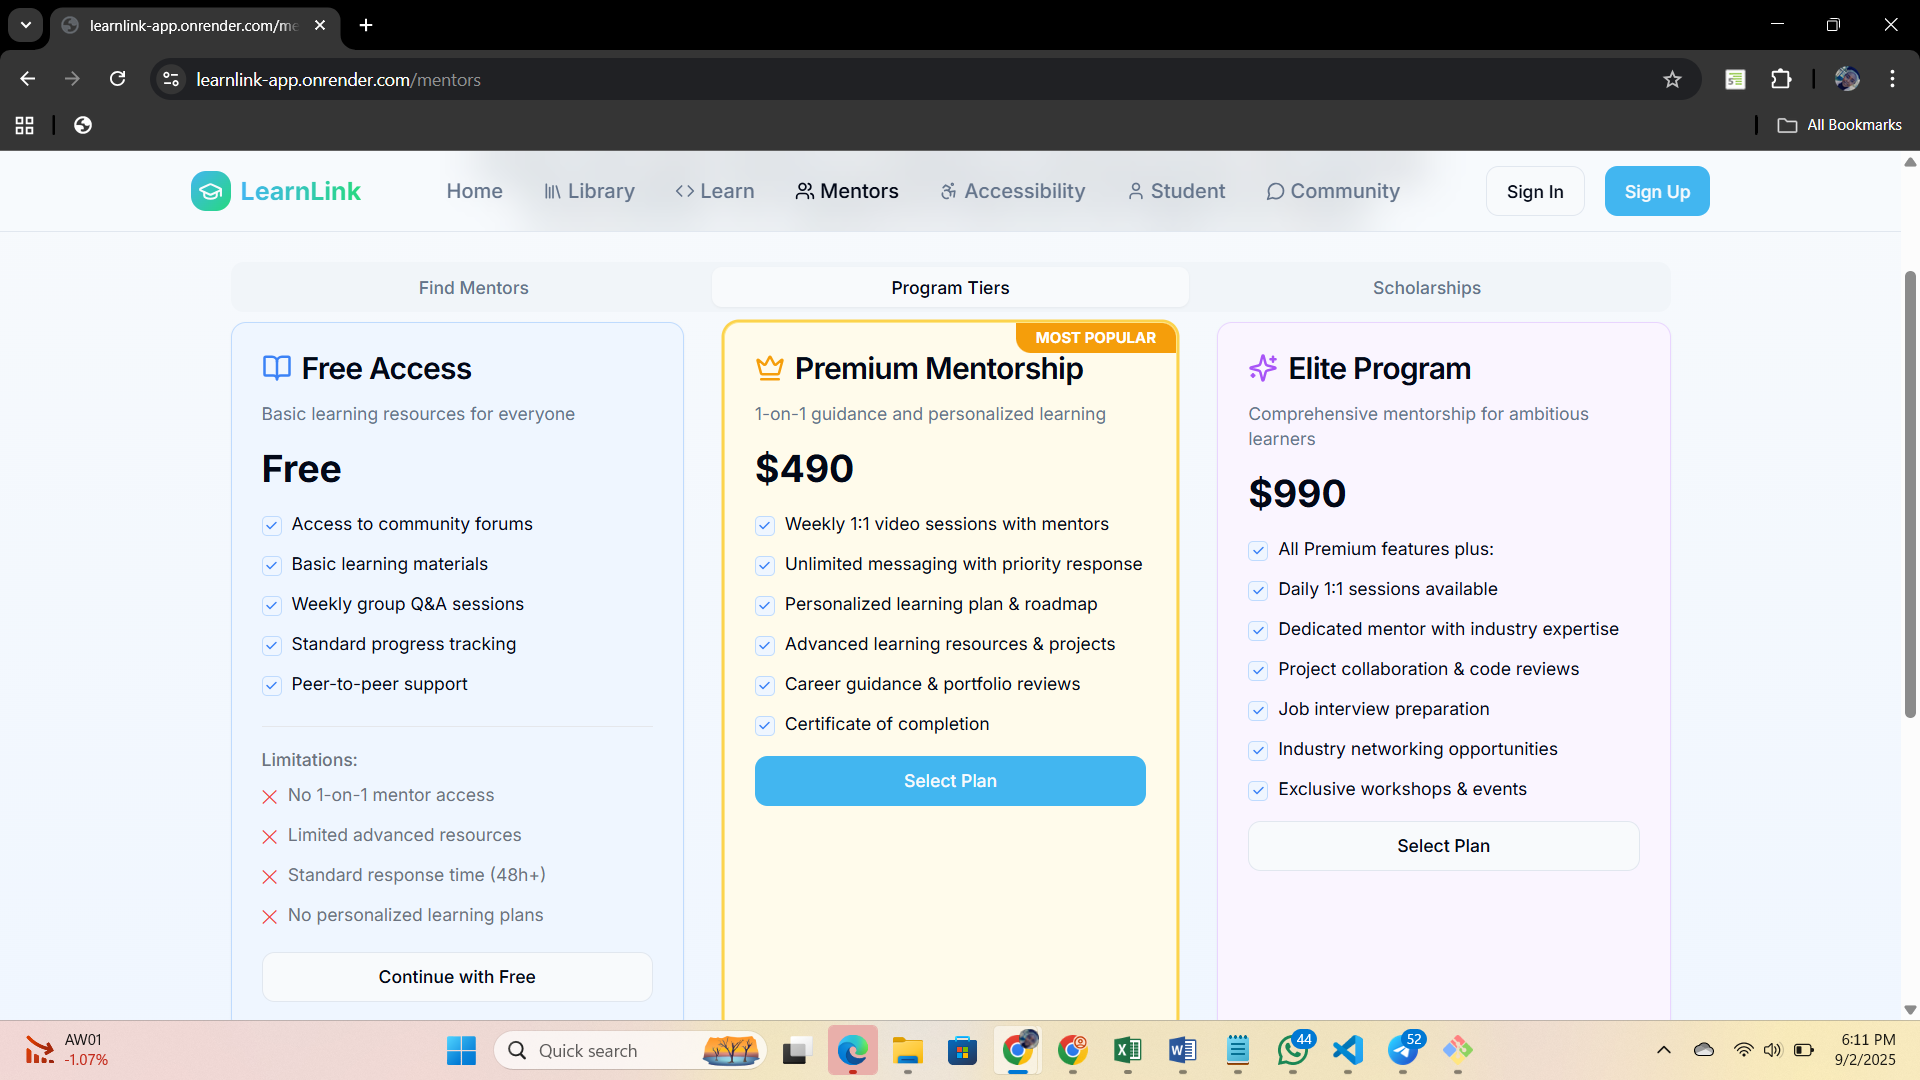 learnlink-app.onrender.com/me
learnlink-app.onrender.com/mentors
All Bookmarks
LearnLink
Home
Library
Learn
Mentors
Accessibility
Student
Community
Sign In
Sign Up
Find Mentors
Program Tiers
Scholarships
Free Access
Basic learning resources for everyone
Free
Access to community forums
Basic learning materials
Weekly group Q&A sessions
Standard progress tracking
Peer-to-peer support
Limitations:
No 1-on-1 mentor access
Limited advanced resources
Standard response time (48h+)
No personalized learning plans
Continue with Free
MOST POPULAR
Premium Mentorship
1-on-1 guidance and personalized learning
$490
Weekly 1:1 video sessions with mentors
Unlimited messaging with priority response
Personalized learning plan & roadmap
Advanced learning resources & projects
Career guidance & portfolio reviews
Certificate of completion
Select Plan
Elite Program
Comprehensive mentorship for ambitious
learners
$990
All Premium features plus:
Daily 1:1 sessions available
Dedicated mentor with industry expertise
Project collaboration & code reviews
Job interview preparation
Industry networking opportunities
Exclusive workshops & events
Select Plan
AW01
-1.07%
Quick search
44
52
6:11 PM
9/2/2025